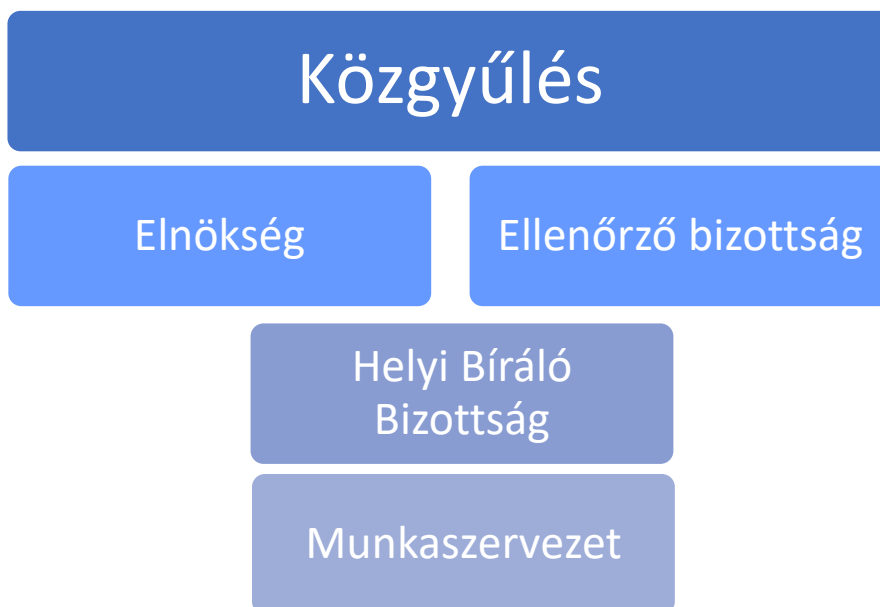 Közgyűlés
Elnökség
Ellenőrző bizottság
Helyi Bíráló
Bizottság
Munkaszervezet